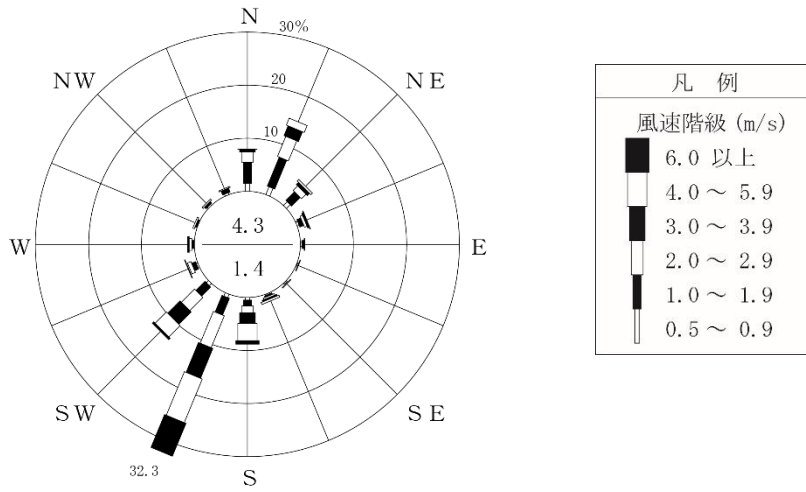 N
30%
NW
NE
20
10
4.3
W
E
1.4
SW
SE
32.3
S
凡 例
風速階級 (m/s)
6.0 以上
4.0 ～ 5.9
3.0 ～ 3.9
2.0 ～ 2.9
1.0 ～ 1.9
0.5 ～ 0.9